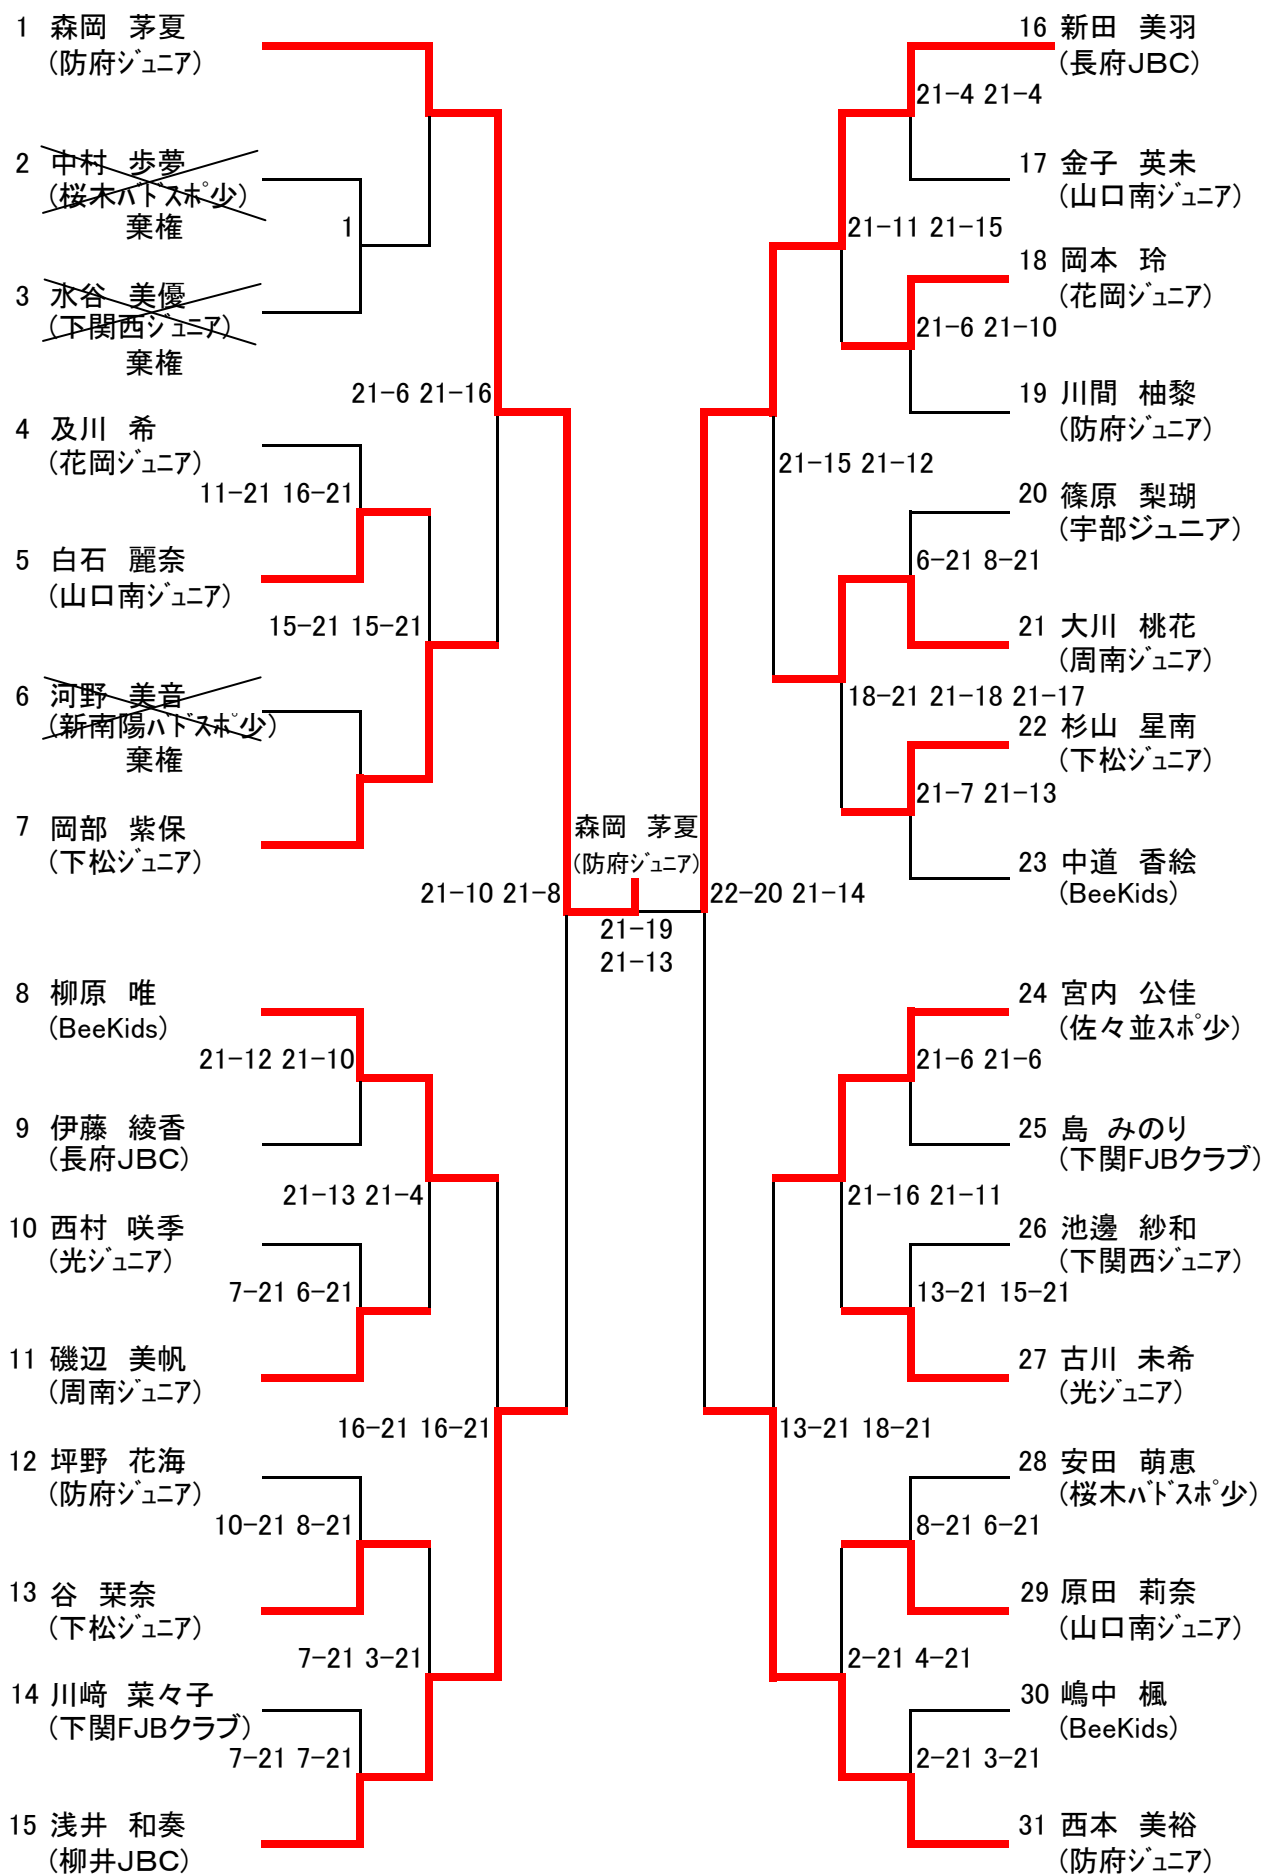 1 森岡　茅夏
(防府ｼﾞｭﾆｱ)
2 中村　歩夢
(桜木ﾊﾞﾄﾞｽﾎﾟ少)
棄権
1
3 水谷　美優
(下関西ｼﾞｭﾆｱ)
棄権
21-6 21-16
4 及川　希
(花岡ｼﾞｭﾆｱ)
11-21 16-21
5 白石　麗奈
(山口南ｼﾞｭﾆｱ)
15-21 15-21
6 河野　美音
(新南陽ﾊﾞﾄﾞｽﾎﾟ少)
棄権
7 岡部　紫保
(下松ｼﾞｭﾆｱ)
21-10 21-8
8 柳原　唯
(BeeKids)
21-12 21-10
9 伊藤　綾香
(長府JBC)
21-13 21-4
10 西村　咲季
(光ｼﾞｭﾆｱ)
7-21 6-21
11 磯辺　美帆
(周南ｼﾞｭﾆｱ)
16-21 16-21
12 坪野　花海
(防府ｼﾞｭﾆｱ)
10-21 8-21
13 谷　栞奈
(下松ｼﾞｭﾆｱ)
7-21 3-21
14 川﨑　菜々子
(下関FJBクラブ)
7-21 7-21
15 浅井　和奏
(柳井JBC)
森岡　茅夏
(防府ｼﾞｭﾆｱ)
21-19
21-13
16 新田　美羽
(長府JBC)
21-4 21-4
17 金子　英未
(山口南ｼﾞｭﾆｱ)
21-11 21-15
18 岡本　玲
(花岡ｼﾞｭﾆｱ)
21-6 21-10
19 川間　柚黎
(防府ｼﾞｭﾆｱ)
21-15 21-12
20 篠原　梨瑚
(宇部ジュニア)
6-21 8-21
21 大川　桃花
(周南ｼﾞｭﾆｱ)
18-21 21-18 21-17
22 杉山　星南
(下松ｼﾞｭﾆｱ)
21-7 21-13
23 中道　香絵
(BeeKids)
22-20 21-14
24 宮内　公佳
(佐々並ｽﾎﾟ少)
21-6 21-6
25 島　みのり
(下関FJBクラブ)
21-16 21-11
26 池邊　紗和
(下関西ｼﾞｭﾆｱ)
13-21 15-21
27 古川　未希
(光ｼﾞｭﾆｱ)
13-21 18-21
28 安田　萌恵
(桜木ﾊﾞﾄﾞｽﾎﾟ少)
8-21 6-21
29 原田　莉奈
(山口南ｼﾞｭﾆｱ)
2-21 4-21
30 嶋中　楓
(BeeKids)
2-21 3-21
31 西本　美裕
(防府ｼﾞｭﾆｱ)